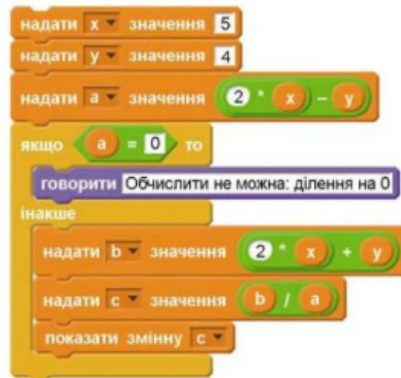 надати x значення 5
надати y значення 4
надати a значення 2 * x - y
якщо a = 0 то
говорити Обчислити не можна: ділення на 0
інакше
надати b значення 2 * x + y
надати c значення b / a
показати змінну c